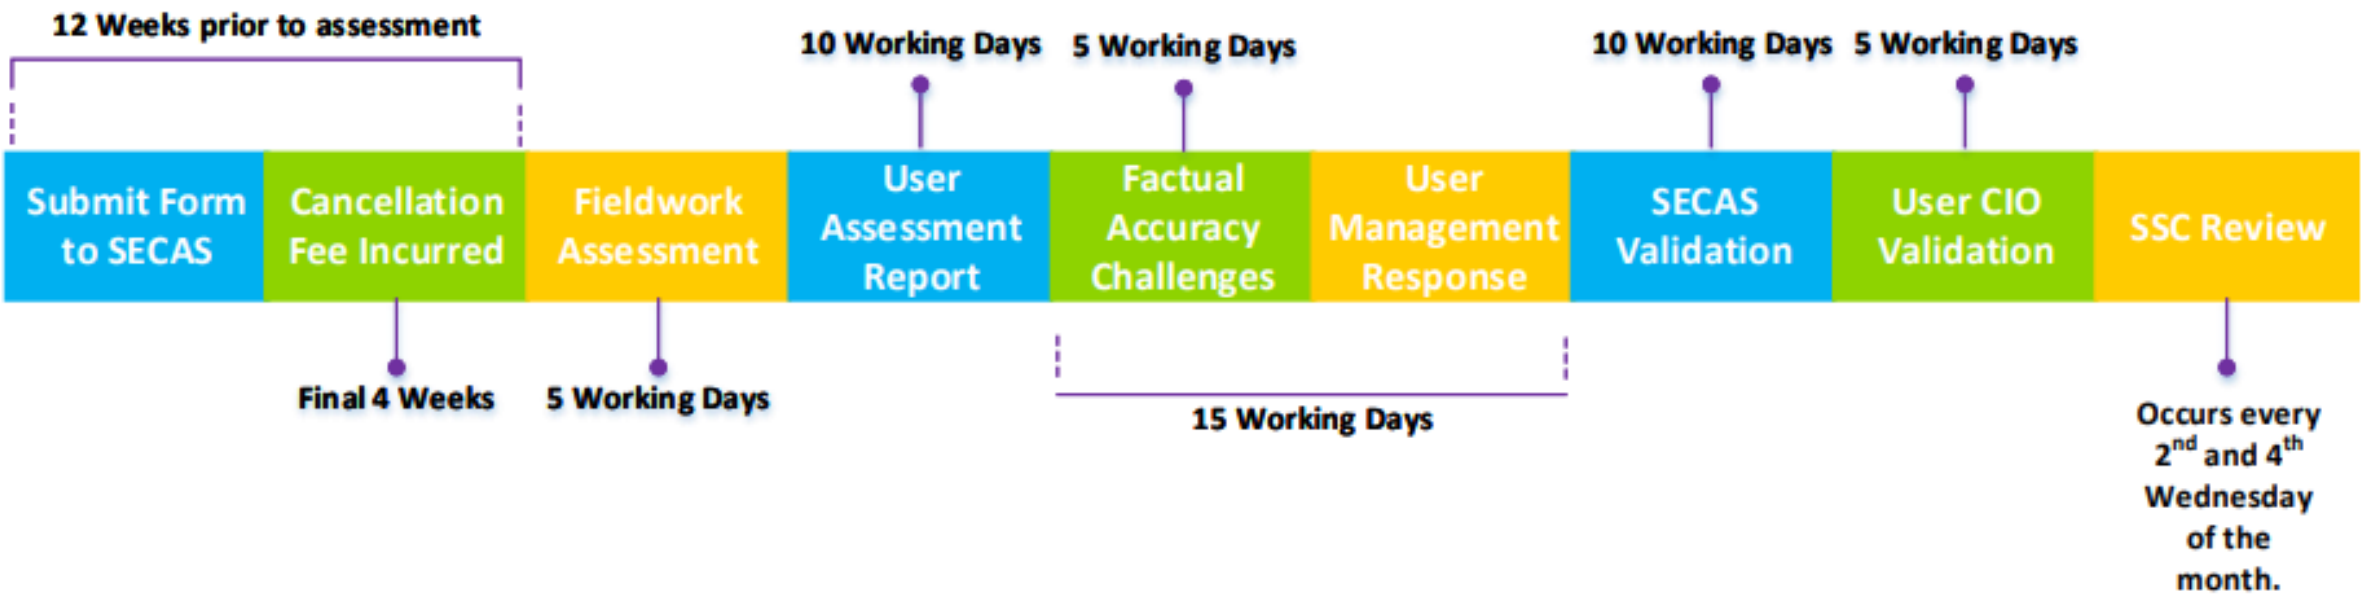 12 Weeks prior to assessment
10 Working Days
5 Working Days
10 Working Days
5 Working Days
Submit Form
to SECAS
Cancellation
Fee Incurred
Fieldwork
Assessment
User
Assessment
Report
Factual
Accuracy
Challenges
User
Management
Response
SECAS
Validation
User CIO
Validation
SSC Review
Final 4 Weeks
5 Working Days
15 Working Days
Occurs every
2nd and 4th
Wednesday
of the
month.